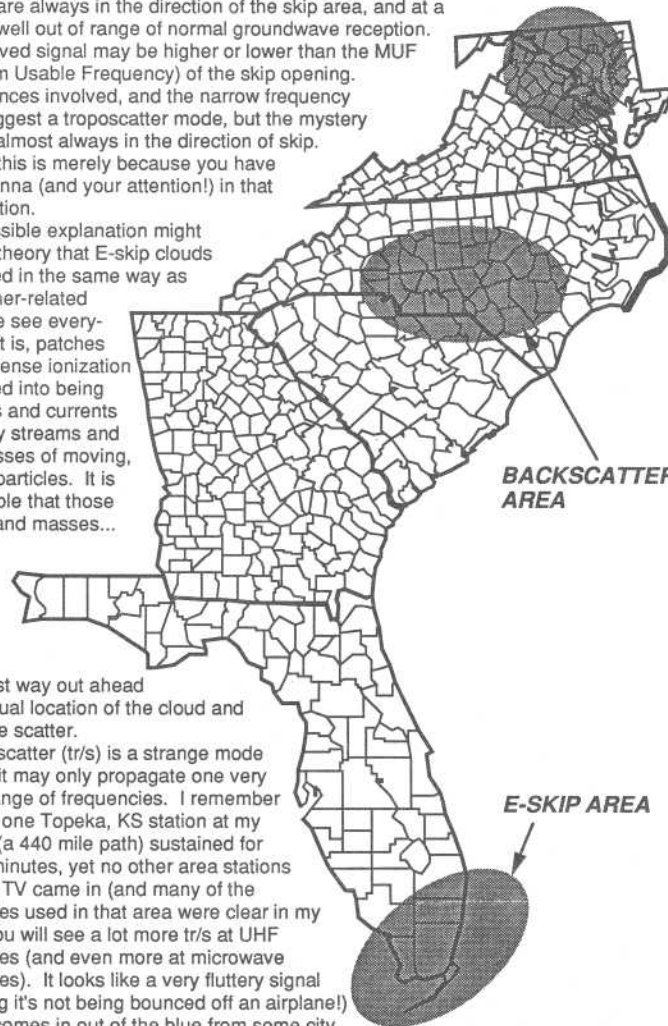 are always in the direction of the skip area, and at a
well out of range of normal groundwave reception.
ved signal may be higher or lower than the MUF
m Usable Frequency) of the skip opening.
nces involved, and the narrow frequency
ggest a troposcatter mode, but the mystery
almost always in the direction of skip.
this is merely because you have
nna (and your attention!) in that
tion.
ssible explanation might
theory that E-skip clouds
ed in the same way as
her-related
e see every-
t is, patches
ense ionization
ed into being
s and currents
y streams and
sses of moving,
particles. It is
ble that those
and masses...
BACKSCATTER
AREA
st way out ahead
ual location of the cloud and
e scatter.
scatter (tr/s) is a strange mode
it may only propagate one very
ange of frequencies. I remember
one Topeka, KS station at my
(a 440 mile path) sustained for
minutes, yet no other area stations
TV came in (and many of the
es used in that area were clear in my
ou will see a lot more tr/s at UHF
es (and even more at microwave
es). It looks like a very fluttery signal
g it's not being bounced off an airplane!)
comes in out of the blue from some city
E-SKIP AREA